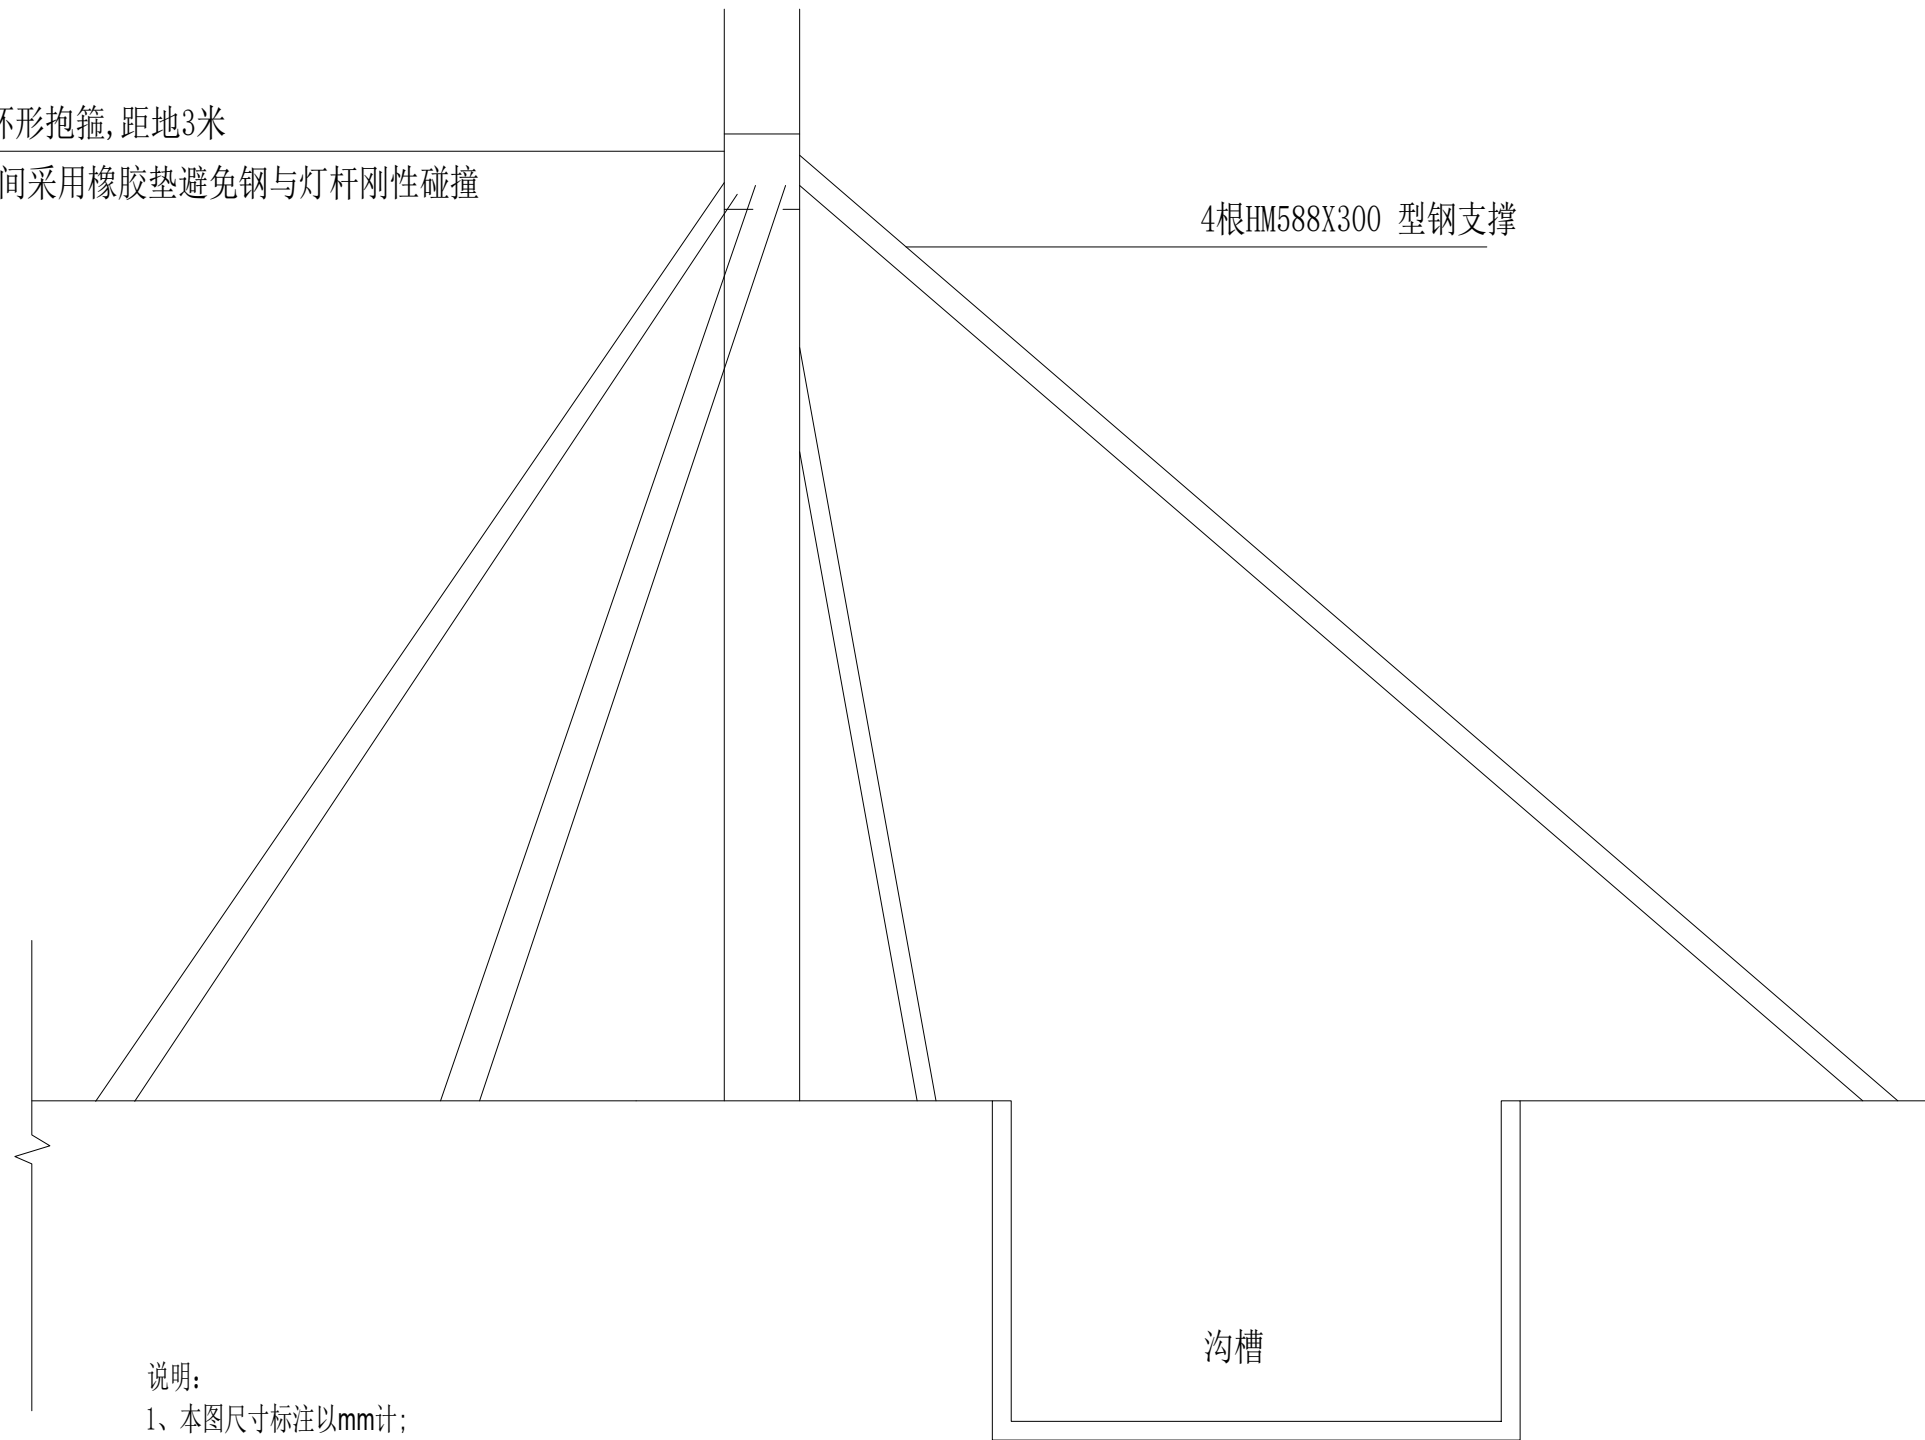 环形抱箍,距地3米
间采用橡胶垫避免钢与灯杆刚性碰撞
4根HM588X300 型钢支撑
沟槽
说明:
1、本图尺寸标注以mm计;